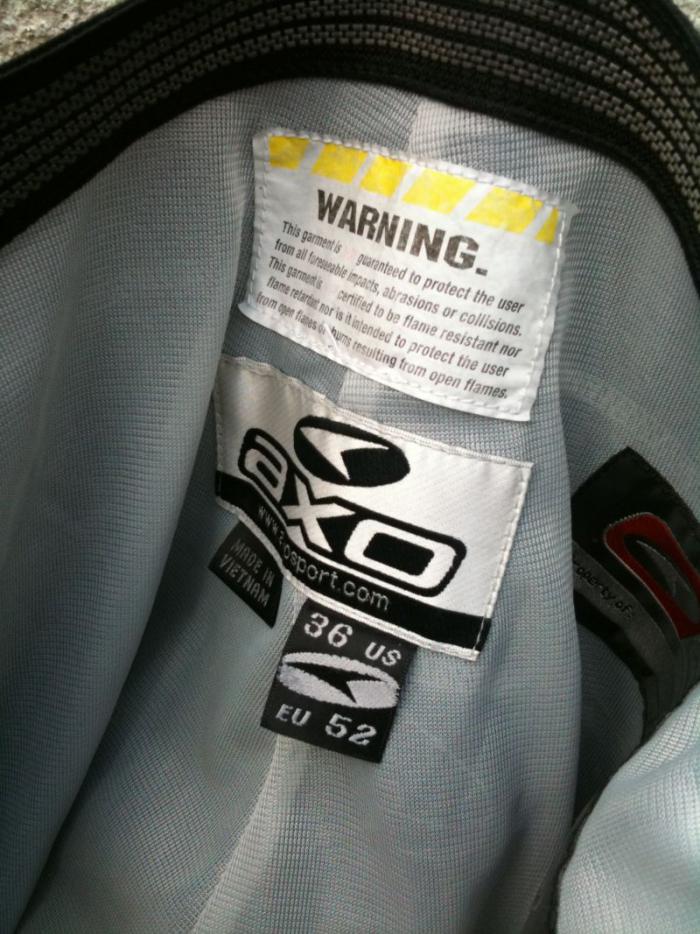 WARNING.
This garment is guaranteed to protect the user
from all foreseeable impacts, abrasions or collisions.
This garment is certified to be flame resistant nor
flame retardant nor is it intended to protect the user
from open flames or burns resulting from open flames.
axo
www.axosport.com
MADE IN
VIETNAM
36 US
EU 52
property of: